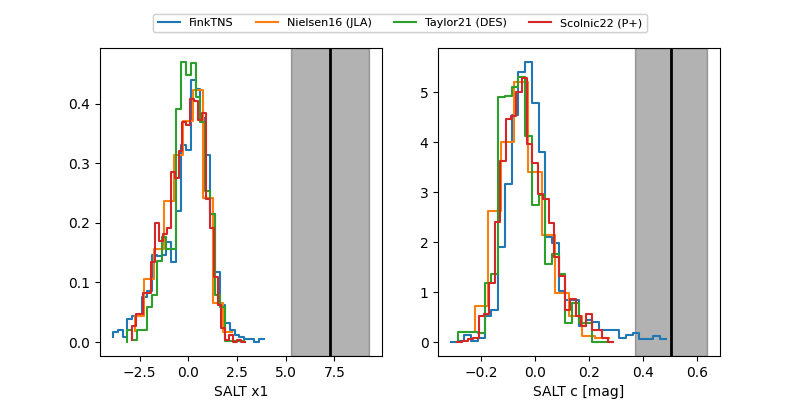 FinkTNS Nielsen16 (JLA) Taylor21 (DES) Scolnic22 (P+)
0.4
0.3
0.2
0.1
0.0
−2.5 0.0 2.5 5.0 7.5
SALT x1
5
4
3
2
1
0
−0.2 0.0 0.2 0.4 0.6
SALT c [mag]